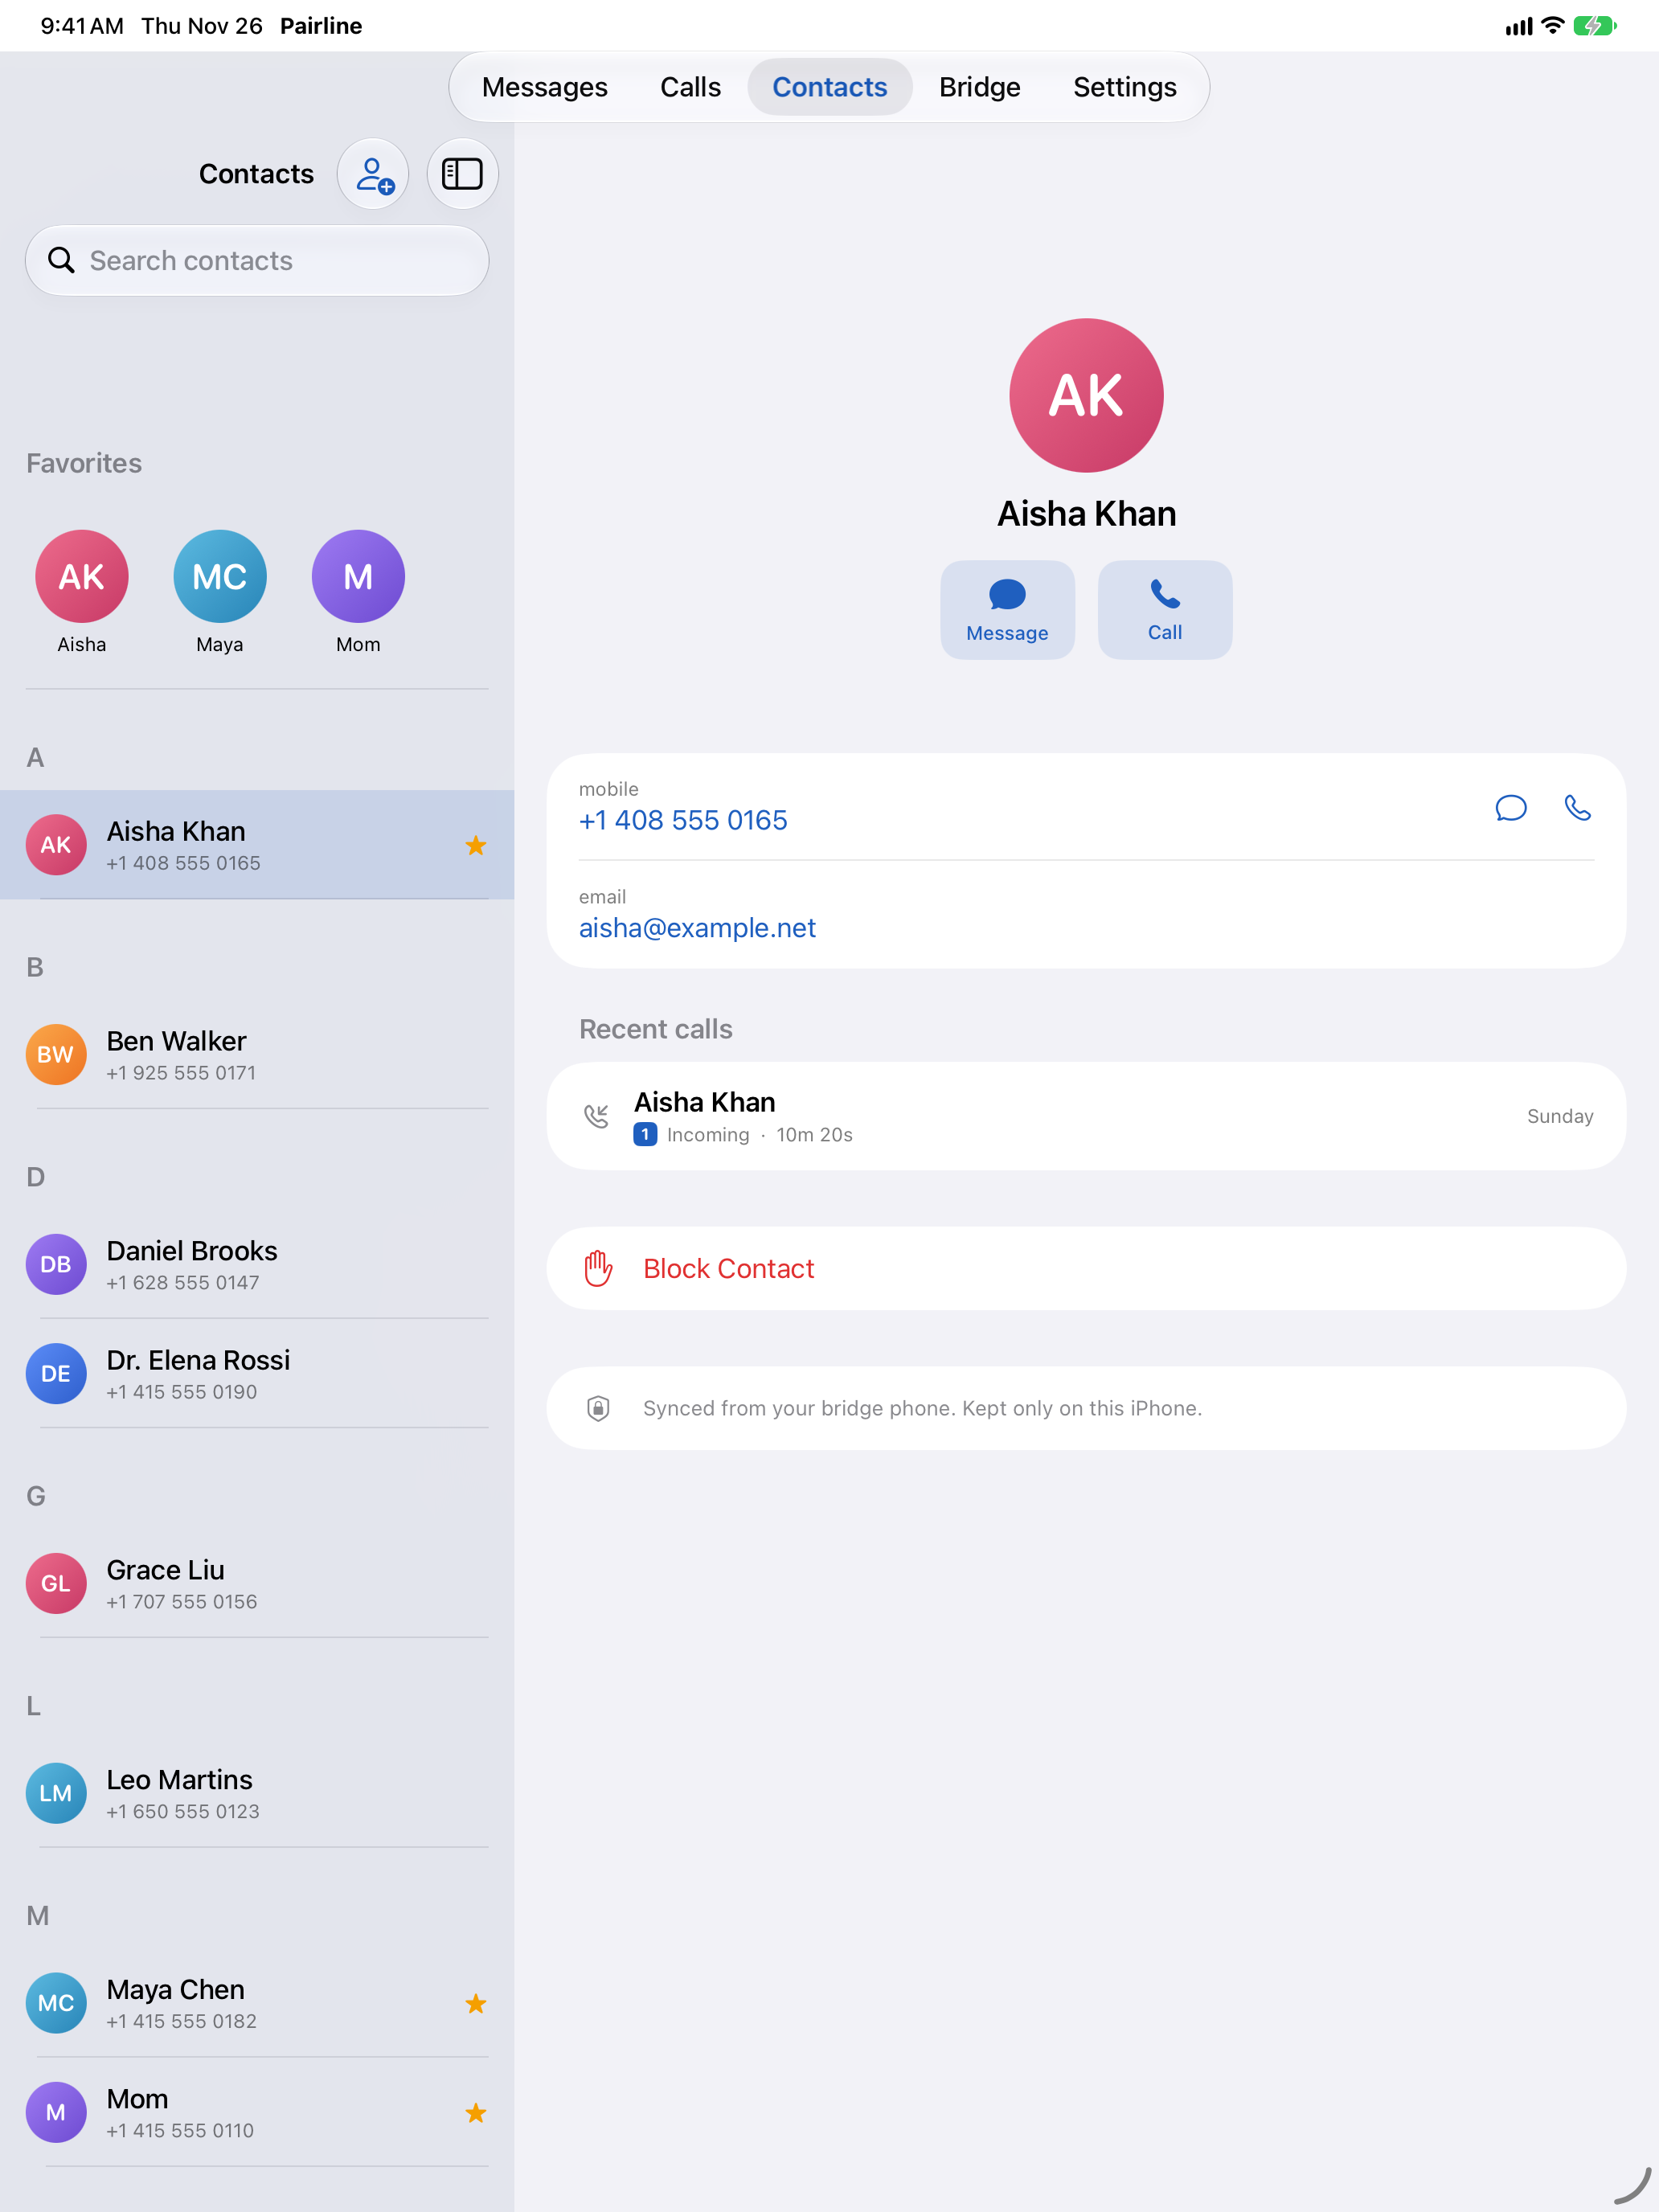 9:41 AM Thu Nov 26 Pairline
Messages Calls Contacts Bridge Settings
Contacts
Search contacts
Favorites
AK MC M
Aisha Maya Mom
A
AK
Aisha Khan
+1 408 555 0165
B
BW
Ben Walker
+1 925 555 0171
D
DB
Daniel Brooks
+1 628 555 0147
DE
Dr. Elena Rossi
+1 415 555 0190
G
GL
Grace Liu
+1 707 555 0156
L
LM
Leo Martins
+1 650 555 0123
M
MC
Maya Chen
+1 415 555 0182
M
Mom
+1 415 555 0110
AK
Aisha Khan
Message Call
mobile
+1 408 555 0165
email
aisha@example.net
Recent calls
Aisha Khan
1 Incoming · 10m 20s
Sunday
Block Contact
Synced from your bridge phone. Kept only on this iPhone.